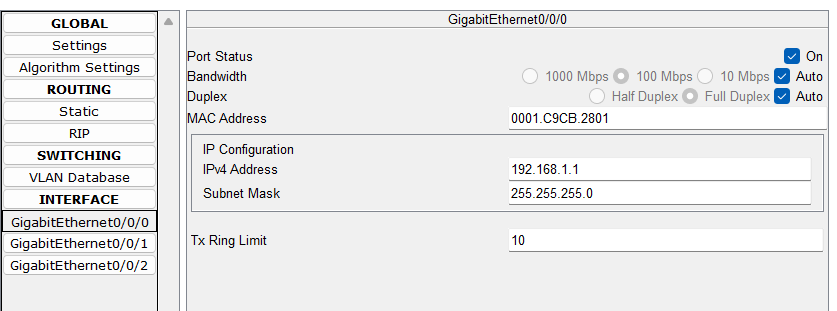 GLOBAL
Settings
Algorithm Settings
ROUTING
Static
RIP
SWITCHING
VLAN Database
INTERFACE
GigabitEthernet0/0/0
GigabitEthernet0/0/1
GigabitEthernet0/0/2
GigabitEthernet0/0/0
Port Status On
Bandwidth 1000 Mbps 100 Mbps 10 Mbps Auto
Duplex Half Duplex Full Duplex Auto
MAC Address 0001.C9CB.2801
IP Configuration
IPv4 Address 192.168.1.1
Subnet Mask 255.255.255.0
Tx Ring Limit 10